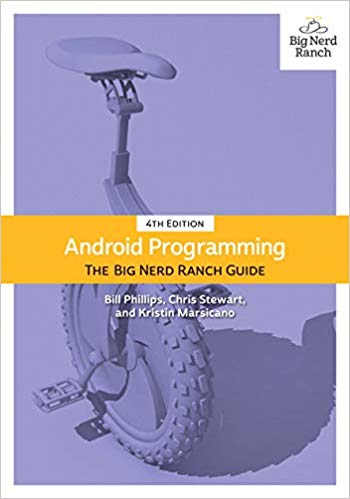 Big Nerd
Ranch
4TH EDITION
Android Programming
THE BIG NERD RANCH GUIDE
Bill Phillips, Chris Stewart,
and Kristin Marsicano